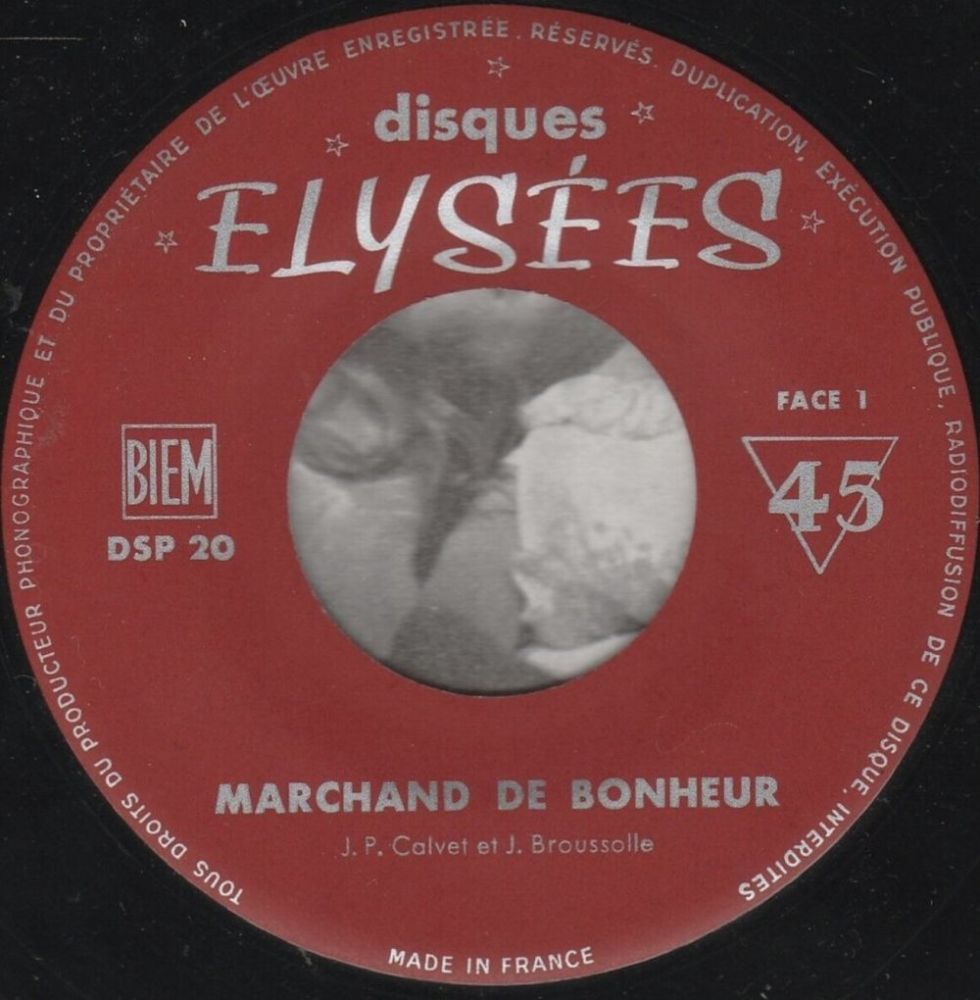 TOUS DROITS DU PRODUCTEUR PHONOGRAPHIQUE ET DU PROPRIÉTAIRE DE L'ŒUVRE ENREGISTRÉE. RÉSERVÉS. DUPLICATION, EXÉCUTION PUBLIQUE, RADIODIFFUSION DE CE DISQUE, INTERDITES
disques
ELYSÉES
FACE 1
BIEM
45
DSP 20
MARCHAND DE BONHEUR
J. P. Calvet et J. Broussolle
MADE IN FRANCE